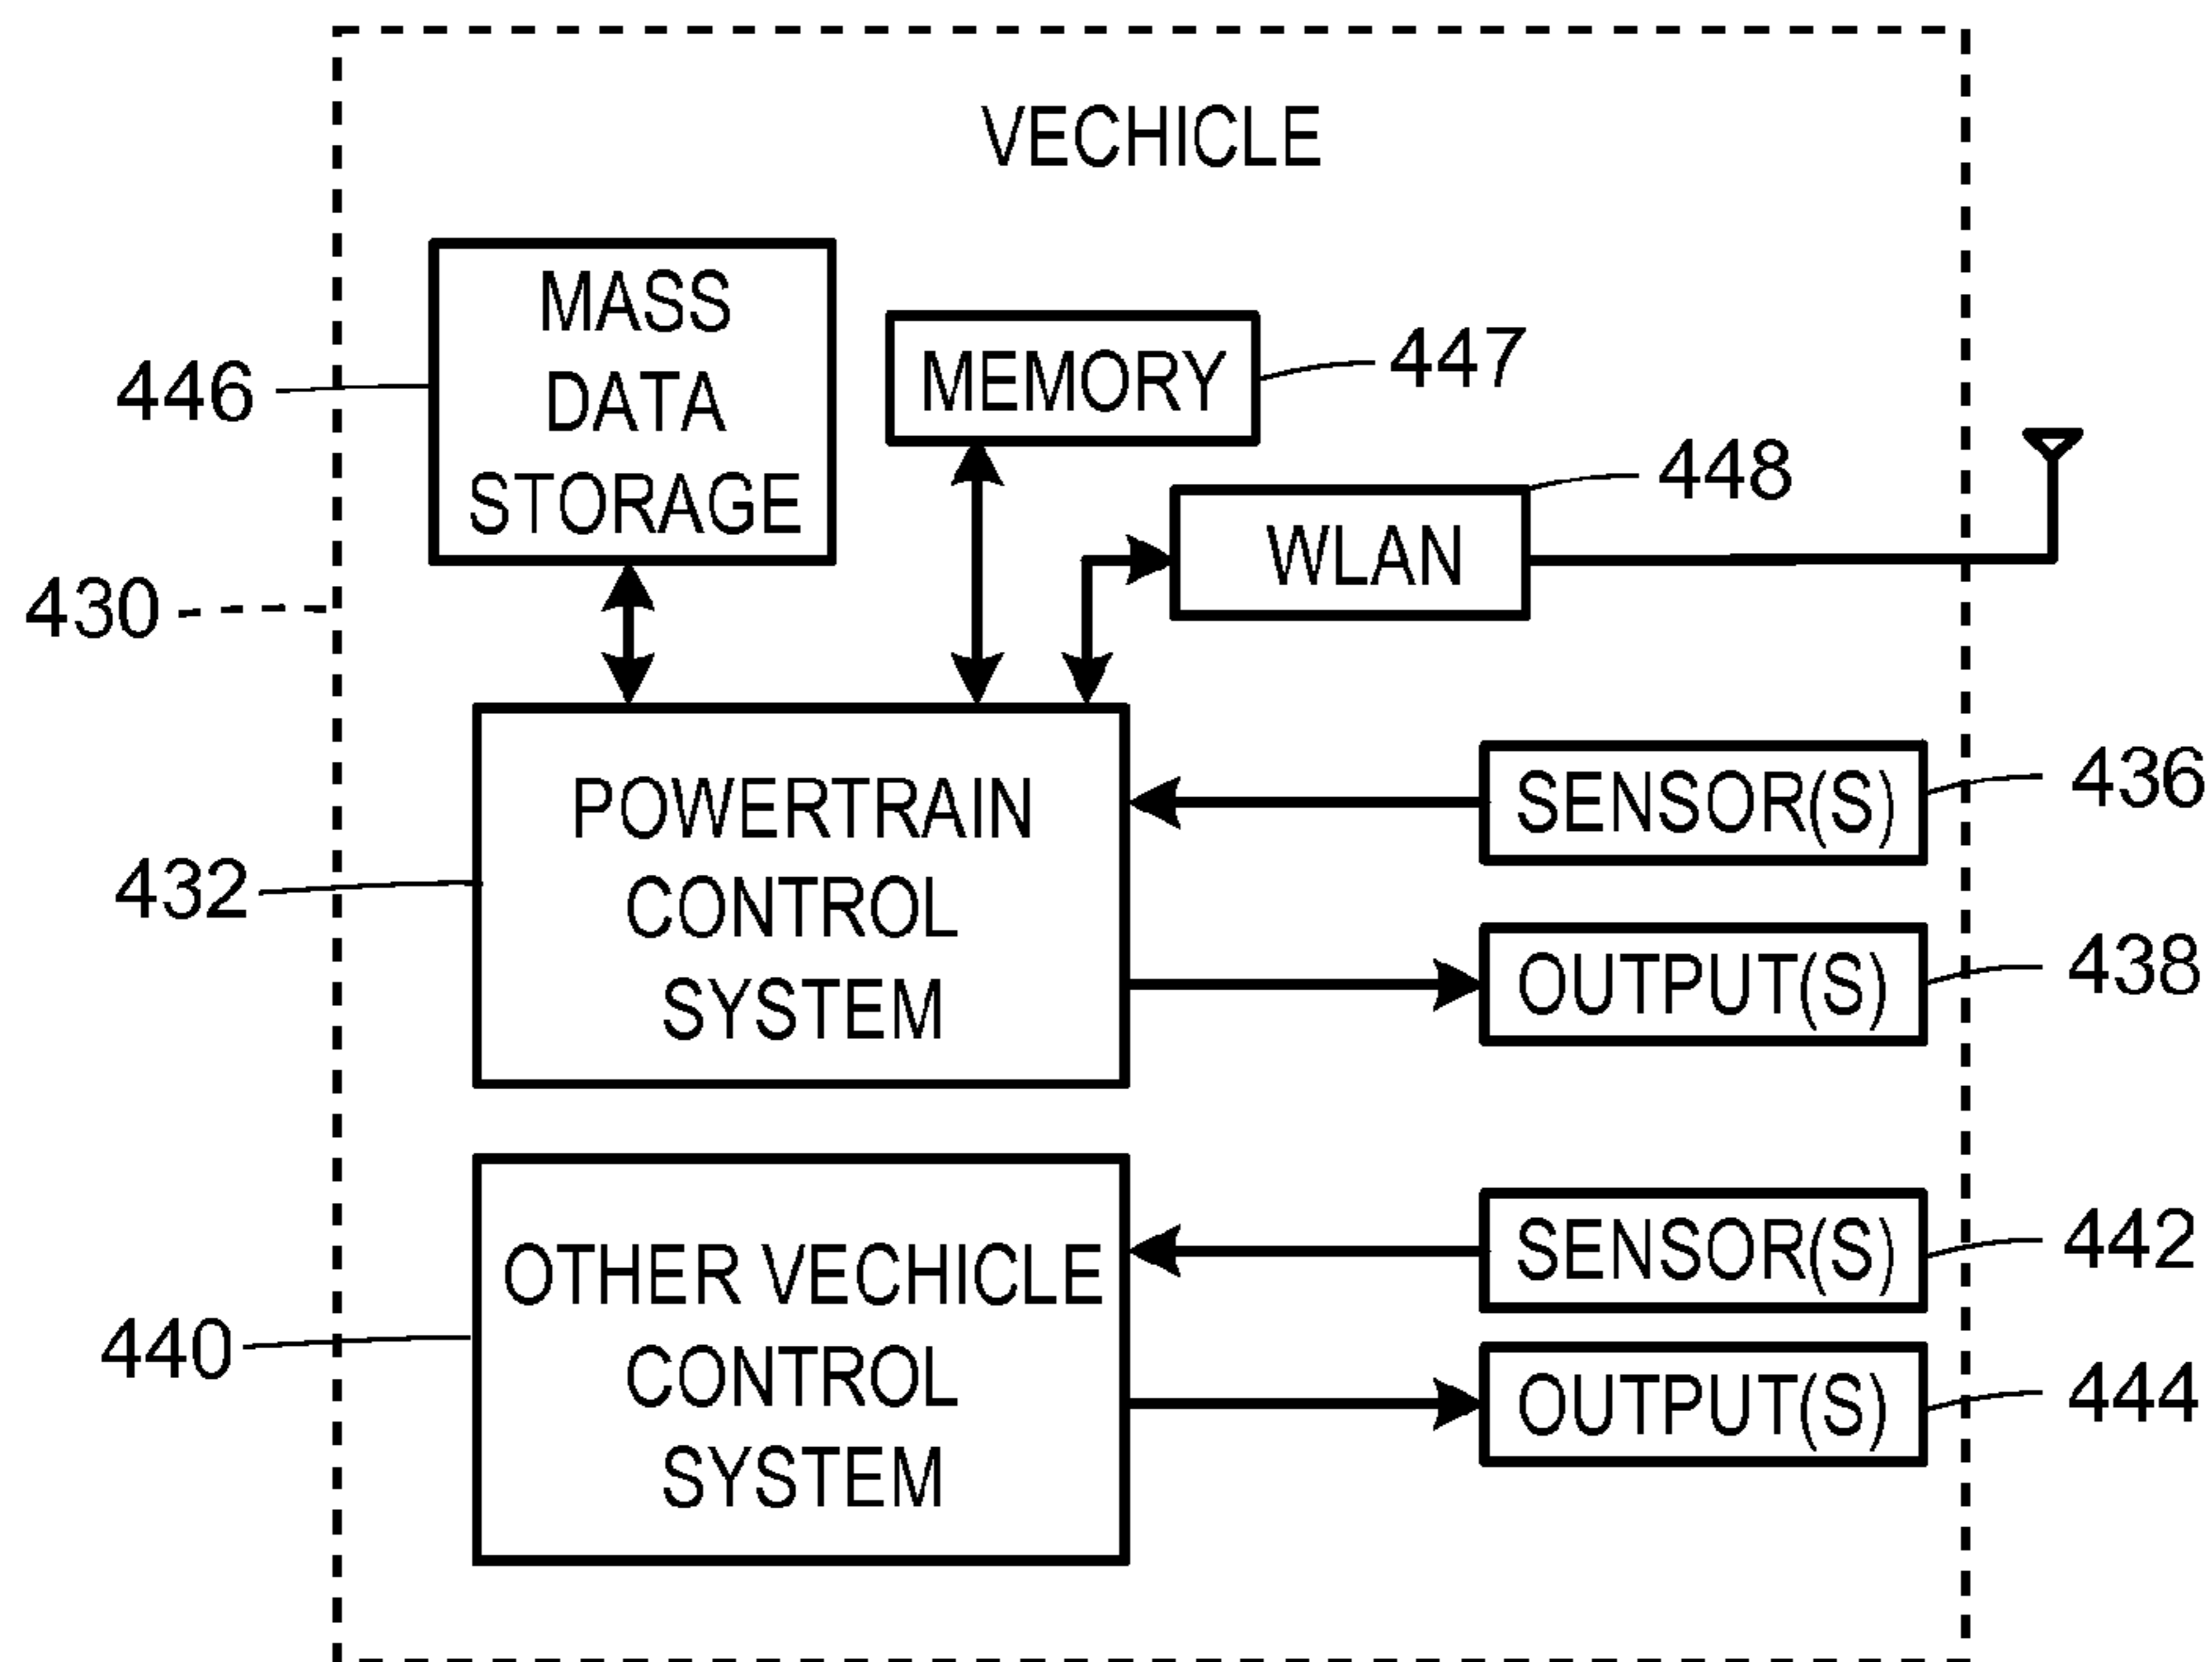 VECHICLE
MASS
DATA
STORAGE
446
MEMORY
447
448
WLAN
430
POWERTRAIN
CONTROL
SYSTEM
432
SENSOR(S)
436
OUTPUT(S)
438
OTHER VECHICLE
CONTROL
SYSTEM
440
SENSOR(S)
442
OUTPUT(S)
444